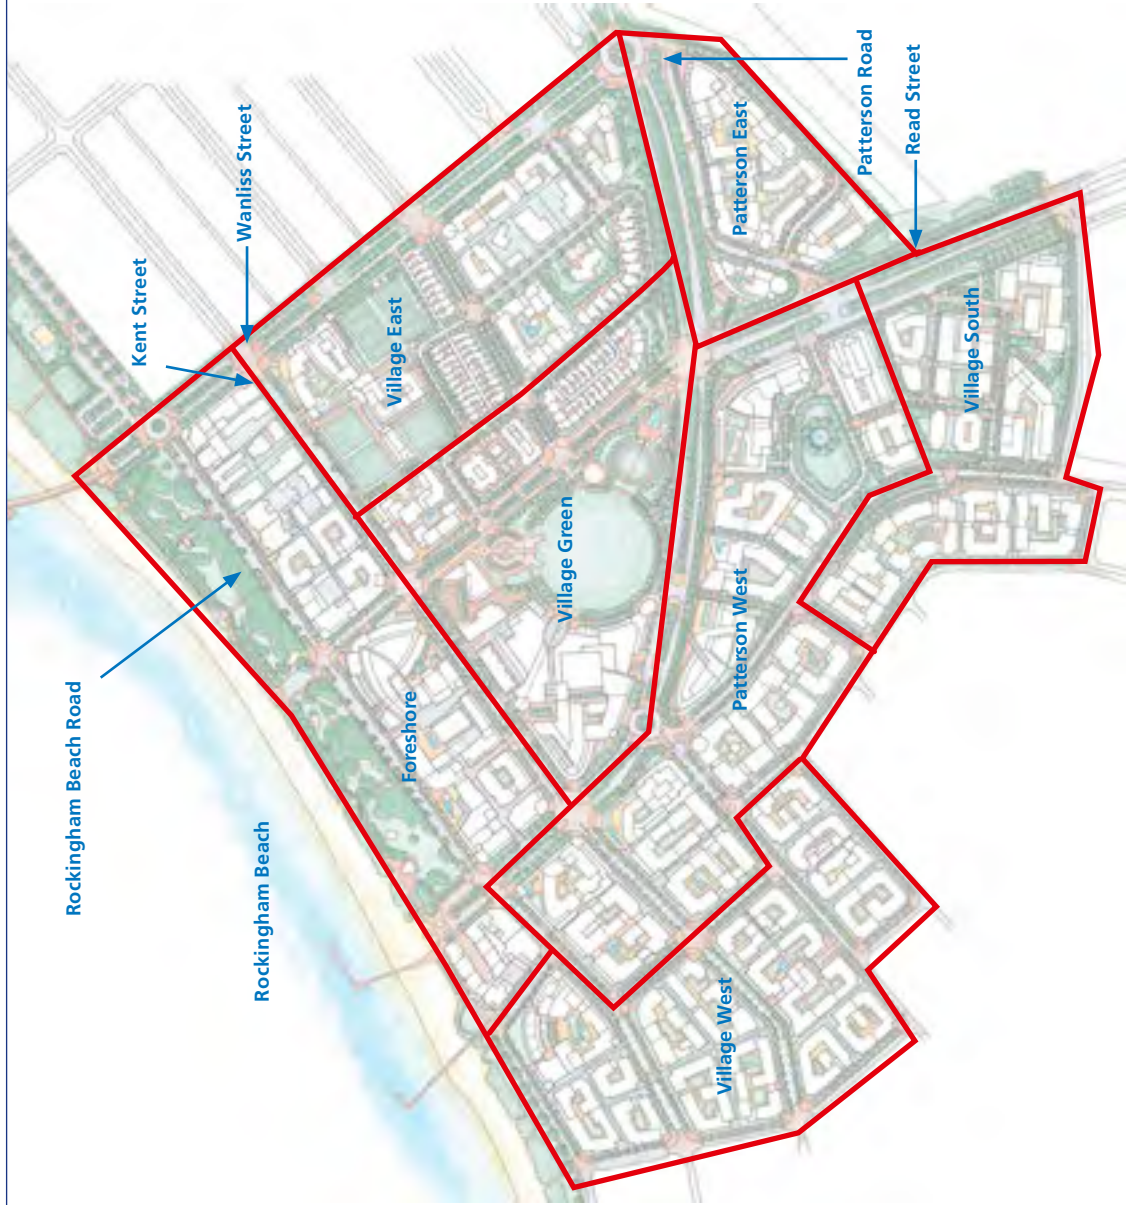 Rockingham Beach Road
Rockingham Beach
Kent Street
Wanliss Street
Village East
Foreshore
Village Green
Patterson East
Patterson Road
Read Street
Village South
Patterson West
Village West